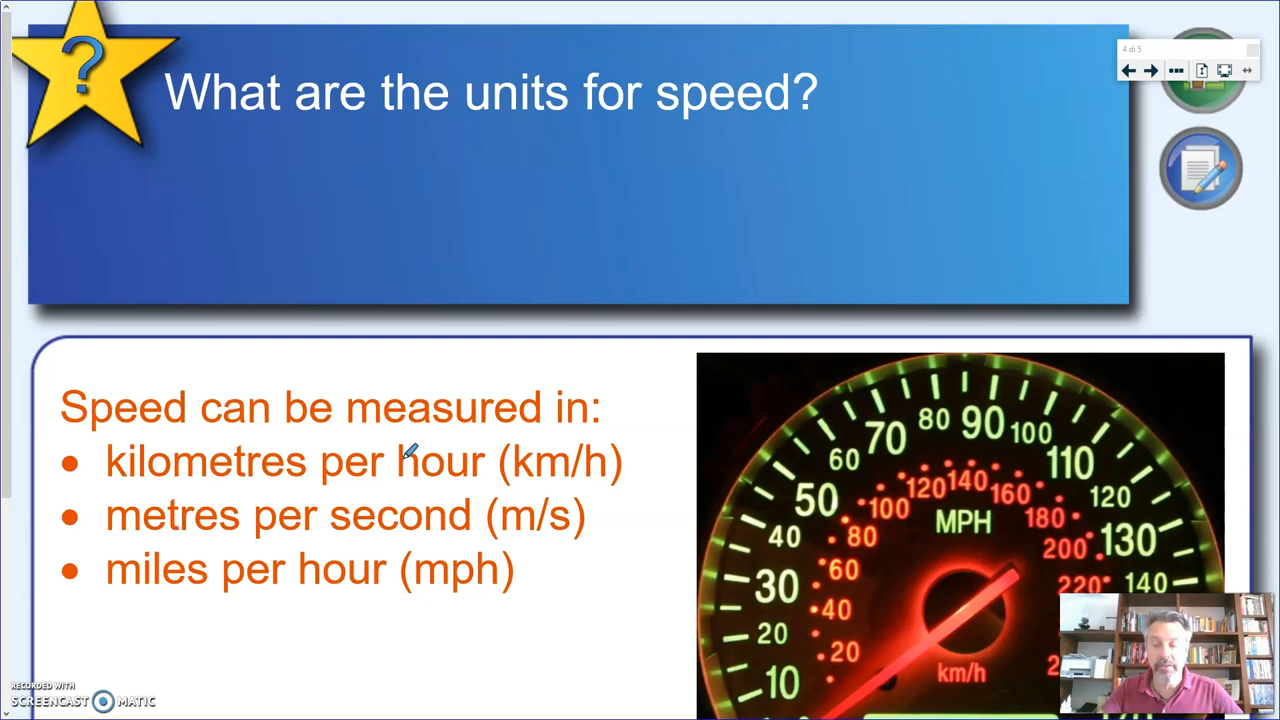 ?
What are the units for speed?
4 di 5
Speed can be measured in:
• kilometres per hour (km/h)
• metres per second (m/s)
• miles per hour (mph)
10
20
30
40
50
60
70
80
90
100
110
120
130
140
MPH
20
40
60
80
100
120
140
160
180
200
220
km/h
RECORDED WITH
SCREENCAST MATIC